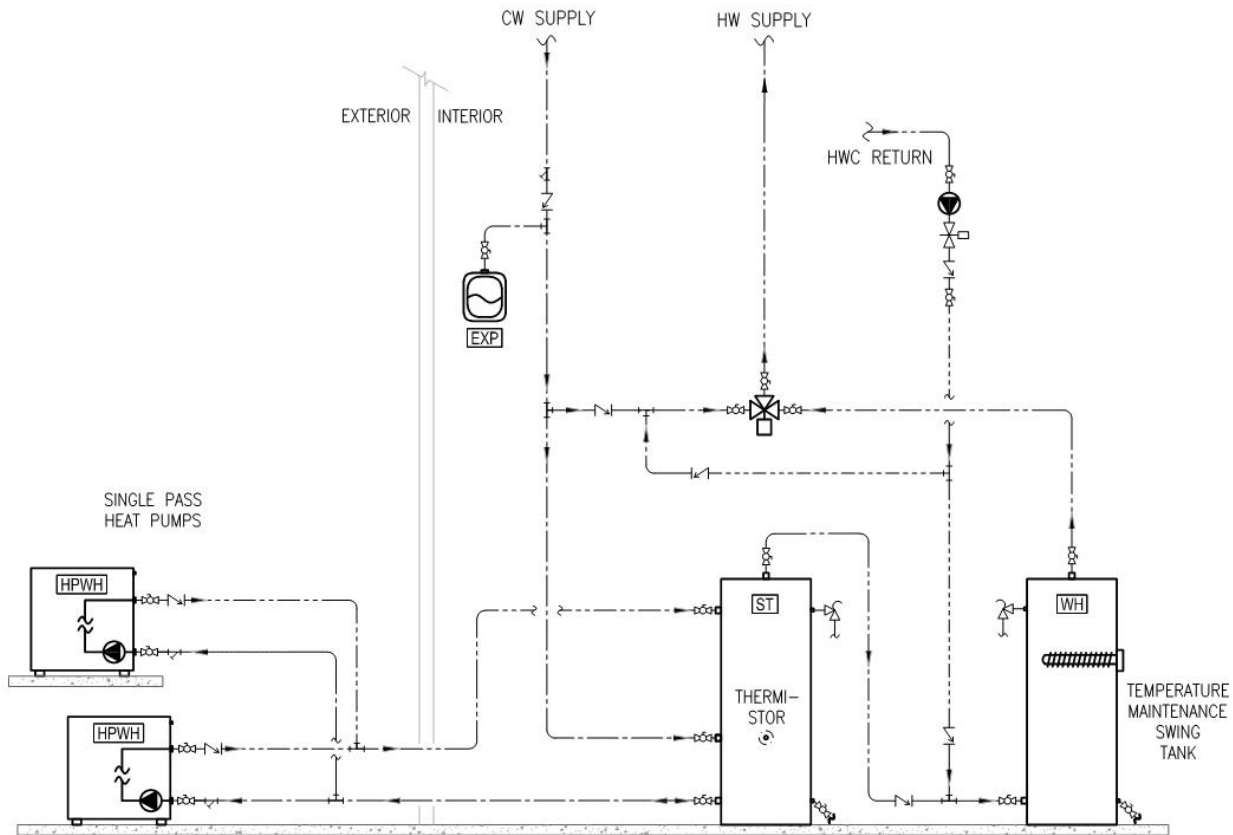 CW SUPPLY
HW SUPPLY
EXTERIOR
INTERIOR
HWC RETURN
EXP
SINGLE PASS
HEAT PUMPS
HPWH
HPWH
ST
THERMI-
STOR
WH
TEMPERATURE
MAINTENANCE
SWING
TANK